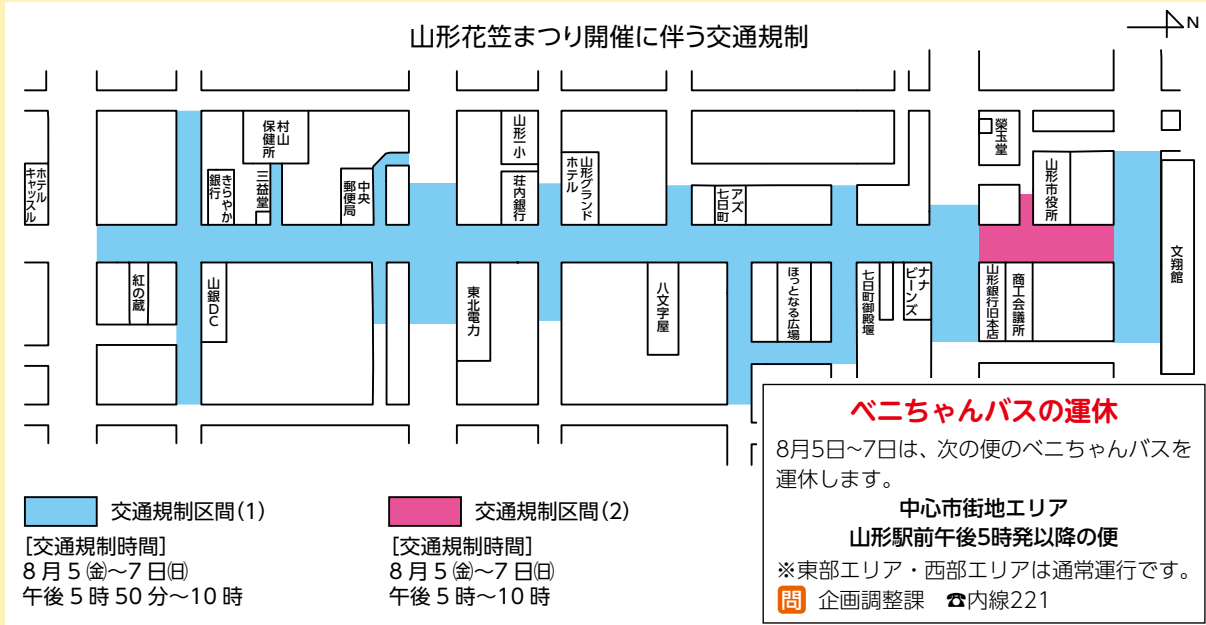 山形花笠まつり開催に伴う交通規制
N
ホテル
キャッスル
村山
保健所
きらやか
銀行
三益堂
中央
郵便局
山形一小
荘内銀行
山形グランド
ホテル
アズ
七日町
榮玉堂
山形市役所
文翔館
紅の蔵
山銀DC
東北電力
八文字屋
ほっとなる広場
七日町御殿堰
ナナ
ビーンズ
山形銀行旧本店
商工会議所
交通規制区間(1)
[交通規制時間]
8月5㈮~7日㈰
午後5時50分~10時
交通規制区間(2)
[交通規制時間]
8月5㈮~7日㈰
午後5時~10時
ベニちゃんバスの運休
8月5日~7日は、次の便のベニちゃんバスを
運休します。
中心市街地エリア
山形駅前午後5時発以降の便
※東部エリア・西部エリアは通常運行です。
問 企画調整課 ☎内線221